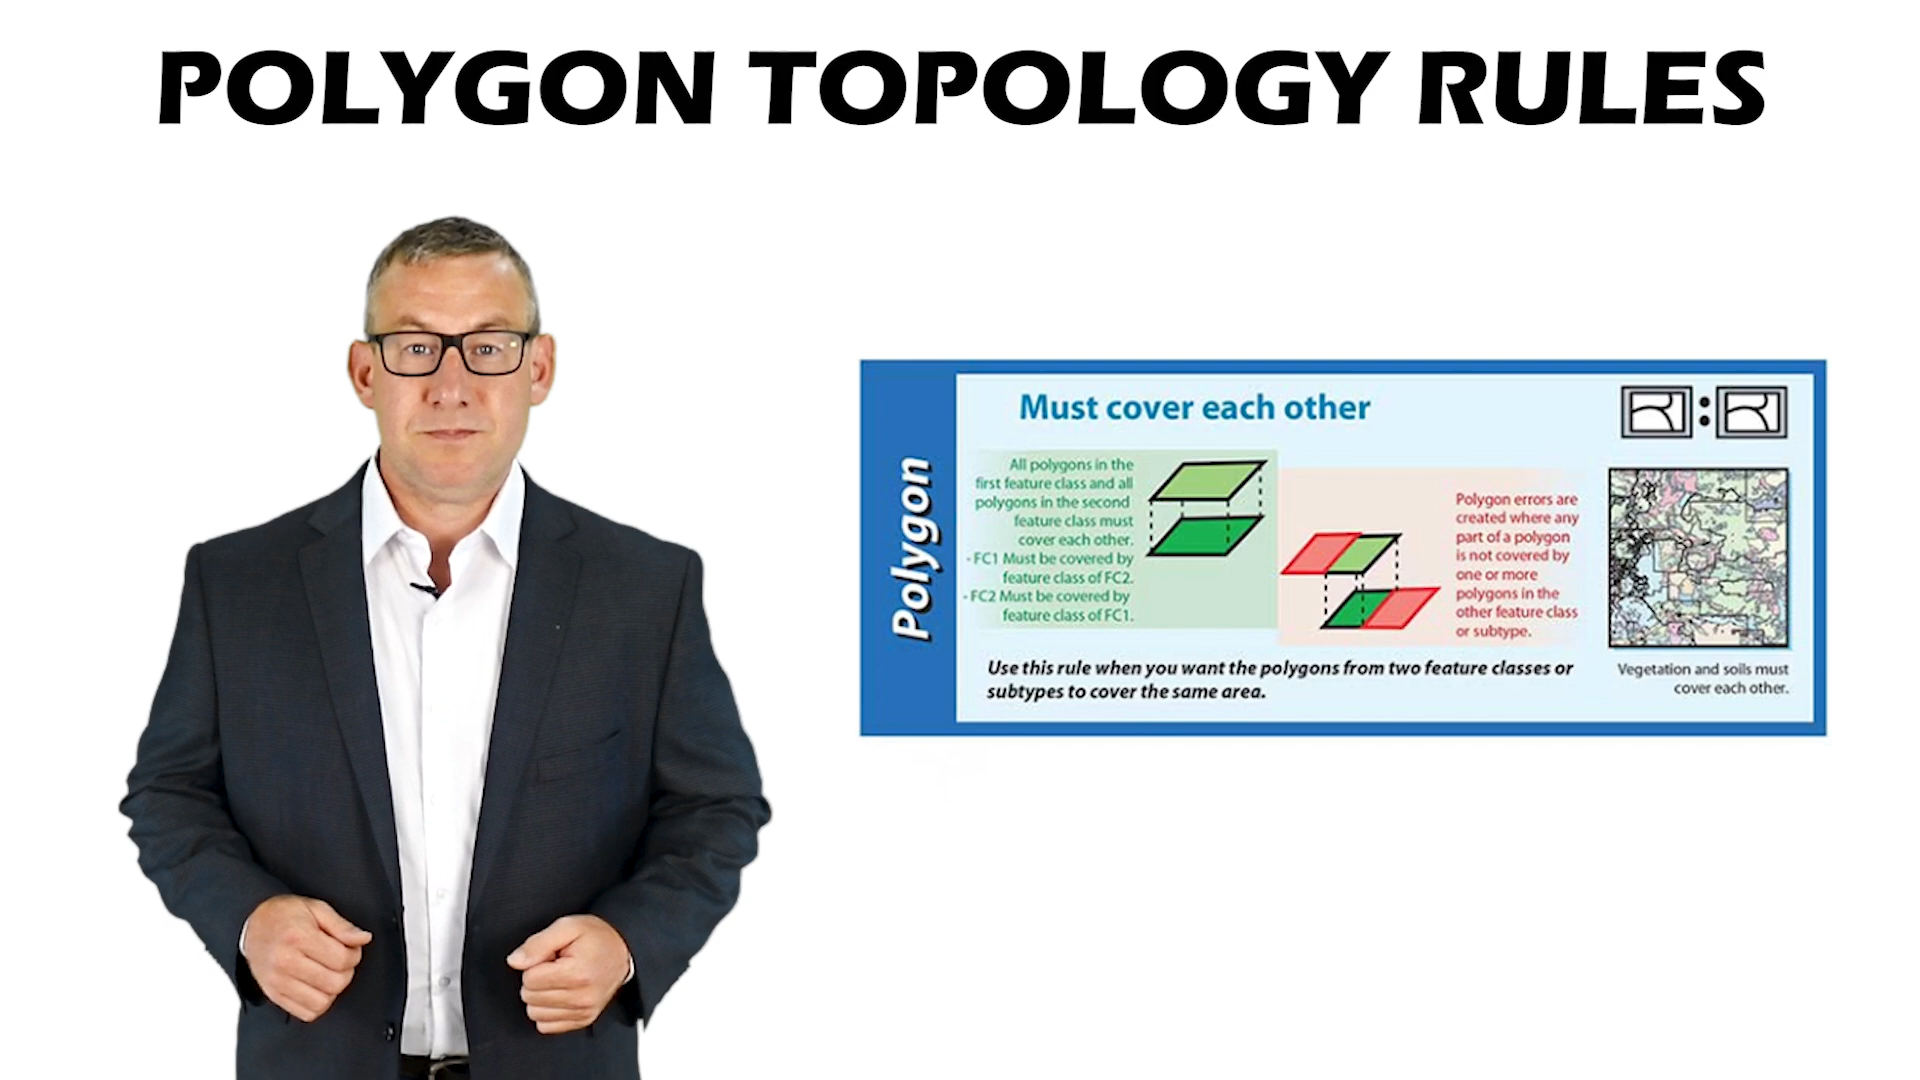 POLYGON TOPOLOGY RULES
Polygon
Must cover each other
All polygons in the
first feature class and all
polygons in the second
feature class must
cover each other.
- FC1 Must be covered by
feature class of FC2.
- FC2 Must be covered by
feature class of FC1.
Polygon errors are
created where any
part of a polygon
is not covered by
one or more
polygons in the
other feature class
or subtype.
Use this rule when you want the polygons from two feature classes or
subtypes to cover the same area.
Vegetation and soils must
cover each other.